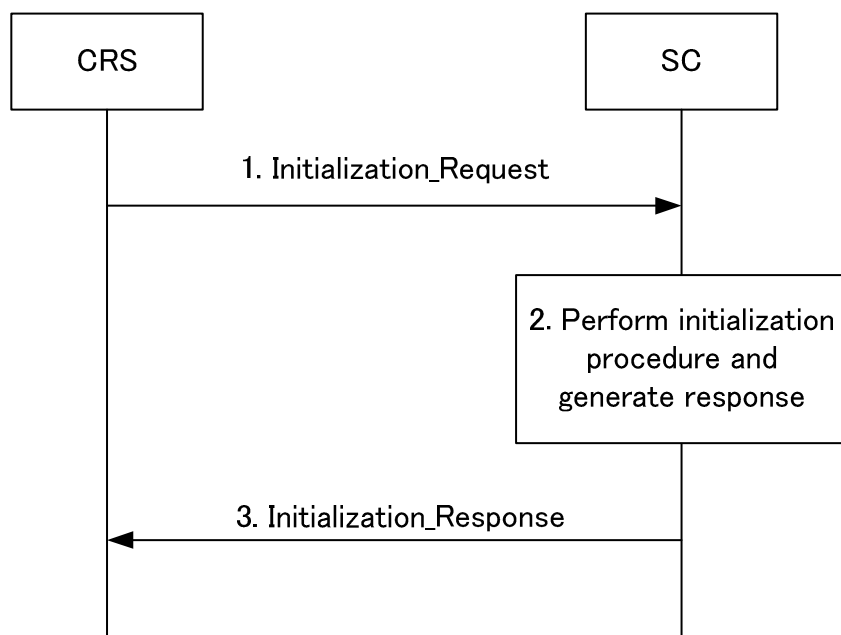 CRS
SC
1. Initialization_Request
2. Perform initialization
procedure and
generate response
3. Initialization_Response